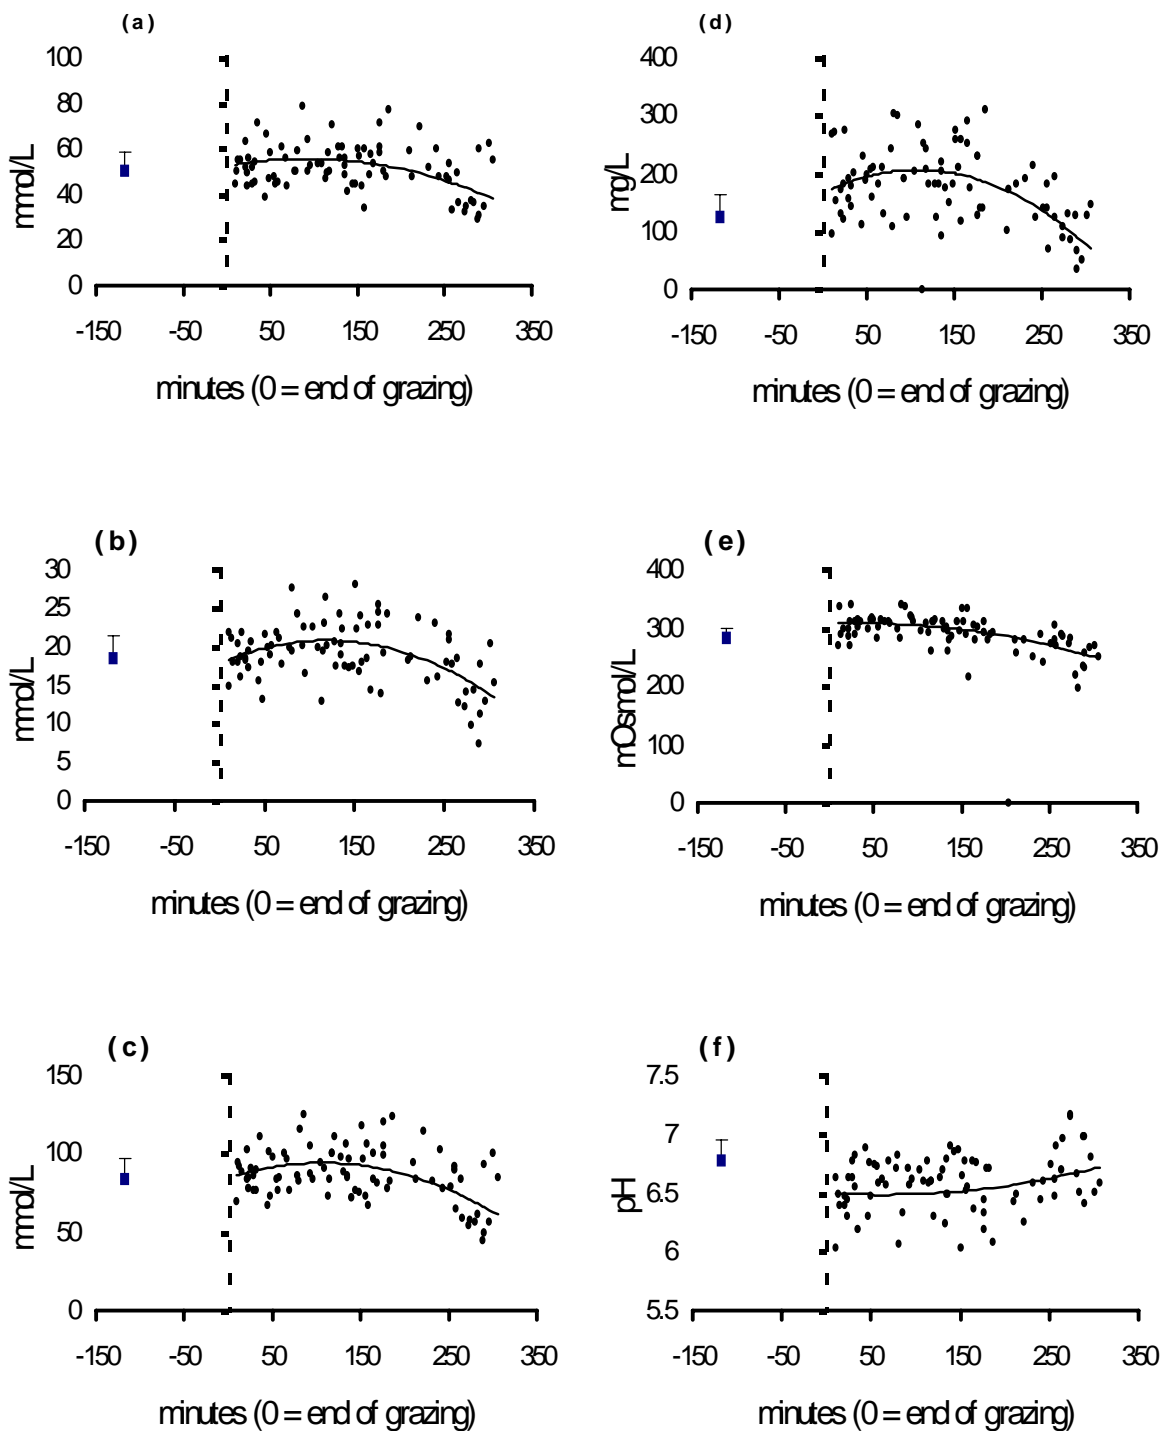 (a)
100
80
60
40
20
0
mmol/L
-150 -50 50 150 250 350
minutes (0 = end of grazing)
(d)
400
300
200
100
0
mg/L
-150 -50 50 150 250 350
minutes (0 = end of grazing)
(b)
30
25
20
15
10
5
0
mmol/L
-150 -50 50 150 250 350
minutes (0 = end of grazing)
(e)
400
300
200
100
0
mOsmol/L
-150 -50 50 150 250 350
minutes (0 = end of grazing)
(c)
150
100
50
0
mmol/L
-150 -50 50 150 250 350
minutes (0 = end of grazing)
(f)
7.5
7
6.5
6
5.5
pH
-150 -50 50 150 250 350
minutes (0 = end of grazing)